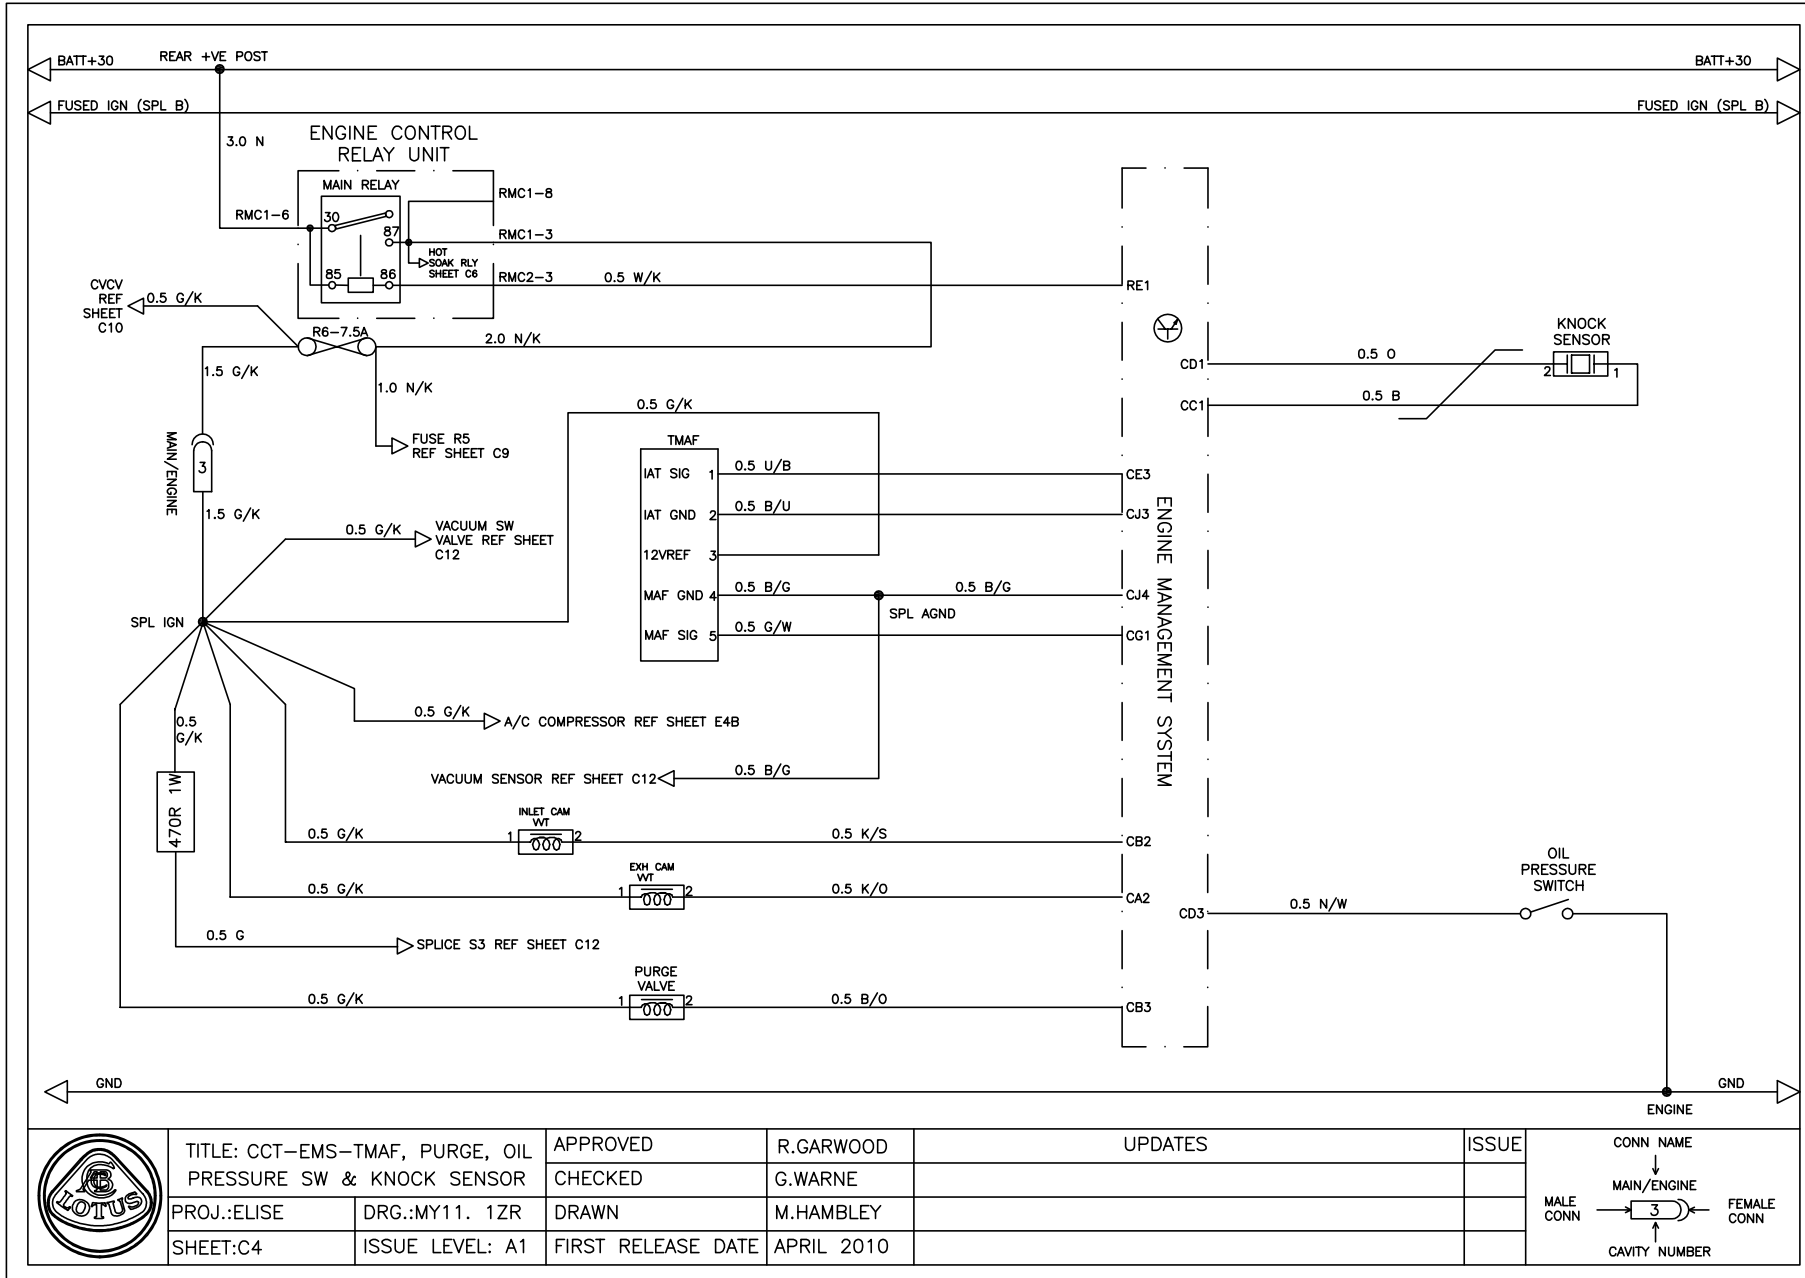 BATT+30
REAR +VE POST
BATT+30
FUSED IGN (SPL B)
FUSED IGN (SPL B)
3.0 N
ENGINE CONTROL
RELAY UNIT
MAIN RELAY
RMC1-8
RMC1-6
30
87
RMC1-3
HOT
SOAK RLY
SHEET C6
85
86
RMC2-3
0.5 W/K
RE1
CVCV
REF
SHEET
C10
0.5 G/K
R6-7.5A
2.0 N/K
1.5 G/K
1.0 N/K
FUSE R5
REF SHEET C9
MAIN/ENGINE
3
1.5 G/K
KNOCK
SENSOR
CD1
0.5 O
2
1
CC1
0.5 B
0.5 G/K
TMAF
IAT SIG 1
0.5 U/B
CE3
IAT GND 2
0.5 B/U
CJ3
12VREF 3
MAF GND 4
0.5 B/G
0.5 B/G
CJ4
SPL AGND
MAF SIG 5
0.5 G/W
CG1
ENGINE MANAGEMENT SYSTEM
0.5 G/K
VACUUM SW
VALVE REF SHEET
C12
SPL IGN
0.5
G/K
0.5 G/K
A/C COMPRESSOR REF SHEET E4B
VACUUM SENSOR REF SHEET C12
0.5 B/G
470R 1W
INLET CAM
VVT
0.5 G/K
1
2
0.5 K/S
CB2
EXH CAM
VVT
0.5 G/K
1
2
0.5 K/O
CA2
OIL
PRESSURE
SWITCH
CD3
0.5 N/W
0.5 G
SPLICE S3 REF SHEET C12
PURGE
VALVE
0.5 G/K
1
2
0.5 B/O
CB3
GND
GND
ENGINE
LOTUS
TITLE: CCT-EMS-TMAF, PURGE, OIL
PRESSURE SW & KNOCK SENSOR
PROJ.:ELISE
DRG.:MY11. 1ZR
SHEET:C4
ISSUE LEVEL: A1
APPROVED
R.GARWOOD
CHECKED
G.WARNE
DRAWN
M.HAMBLEY
FIRST RELEASE DATE
APRIL 2010
UPDATES
ISSUE
CONN NAME
MAIN/ENGINE
MALE
CONN
3
FEMALE
CONN
CAVITY NUMBER